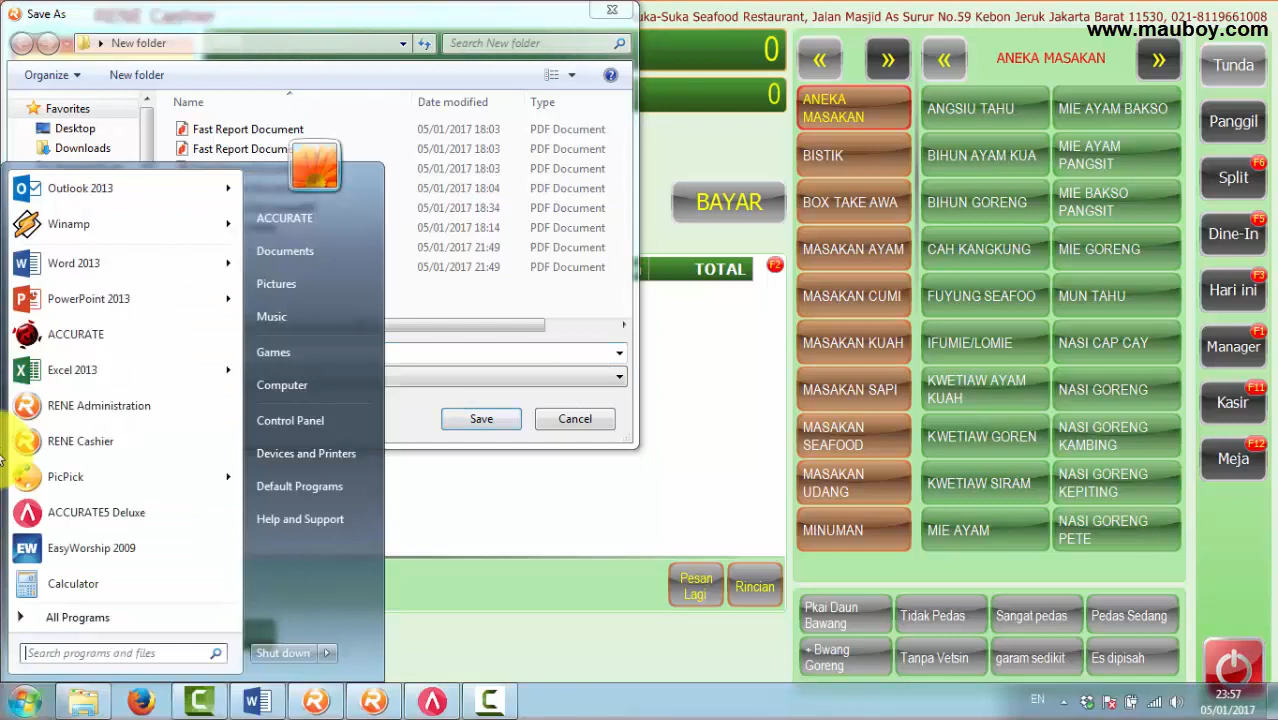 Save As
RENE Cashier
uka-Suka Seafood Restaurant, Jalan Masjid As Surur No.59 Kebon Jeruk Jakarta Barat 11530, 021-8119661008
www.mauboy.com
New folder
Search New folder
Organize
New folder
Favorites
Desktop
Downloads
Name
Date modified
Type
Fast Report Document
05/01/2017 18:03
PDF Document
Fast Report Docum
05/01/2017 18:03
PDF Document
05/01/2017 18:03
PDF Document
05/01/2017 18:04
PDF Document
05/01/2017 18:34
PDF Document
05/01/2017 18:14
PDF Document
05/01/2017 21:49
PDF Document
05/01/2017 21:49
PDF Document
Save
Cancel
Outlook 2013
Winamp
Word 2013
PowerPoint 2013
ACCURATE
Excel 2013
RENE Administration
RENE Cashier
PicPick
ACCURATE5 Deluxe
EasyWorship 2009
Calculator
All Programs
Search programs and files
ACCURATE
Documents
Pictures
Music
Games
Computer
Control Panel
Devices and Printers
Default Programs
Help and Support
Shut down
0
0
BAYAR
TOTAL
F2
Pesan
Lagi
Rincian
«
»
«
ANEKA MASAKAN
»
ANEKA
MASAKAN
BISTIK
BOX TAKE AWA
MASAKAN AYAM
MASAKAN CUMI
MASAKAN KUAH
MASAKAN SAPI
MASAKAN
SEAFOOD
MASAKAN
UDANG
MINUMAN
ANGSIU TAHU
BIHUN AYAM KUA
BIHUN GORENG
CAH KANGKUNG
FUYUNG SEAFOO
IFUMIE/LOMIE
KWETIAW AYAM
KUAH
KWETIAW GOREN
KWETIAW SIRAM
MIE AYAM
MIE AYAM BAKSO
MIE AYAM
PANGSIT
MIE BAKSO
PANGSIT
MIE GORENG
MUN TAHU
NASI CAP CAY
NASI GORENG
NASI GORENG
KAMBING
NASI GORENG
KEPITING
NASI GORENG
PETE
Pkai Daun
Bawang
Tidak Pedas
Sangat pedas
Pedas Sedang
+ Bwang
Goreng
Tanpa Vetsin
garam sedikit
Es dipisah
Tunda
Panggil
F6
Split
F5
Dine-In
F3
Hari ini
F1
Manager
F11
Kasir
F12
Meja
EN
23:57
05/01/2017